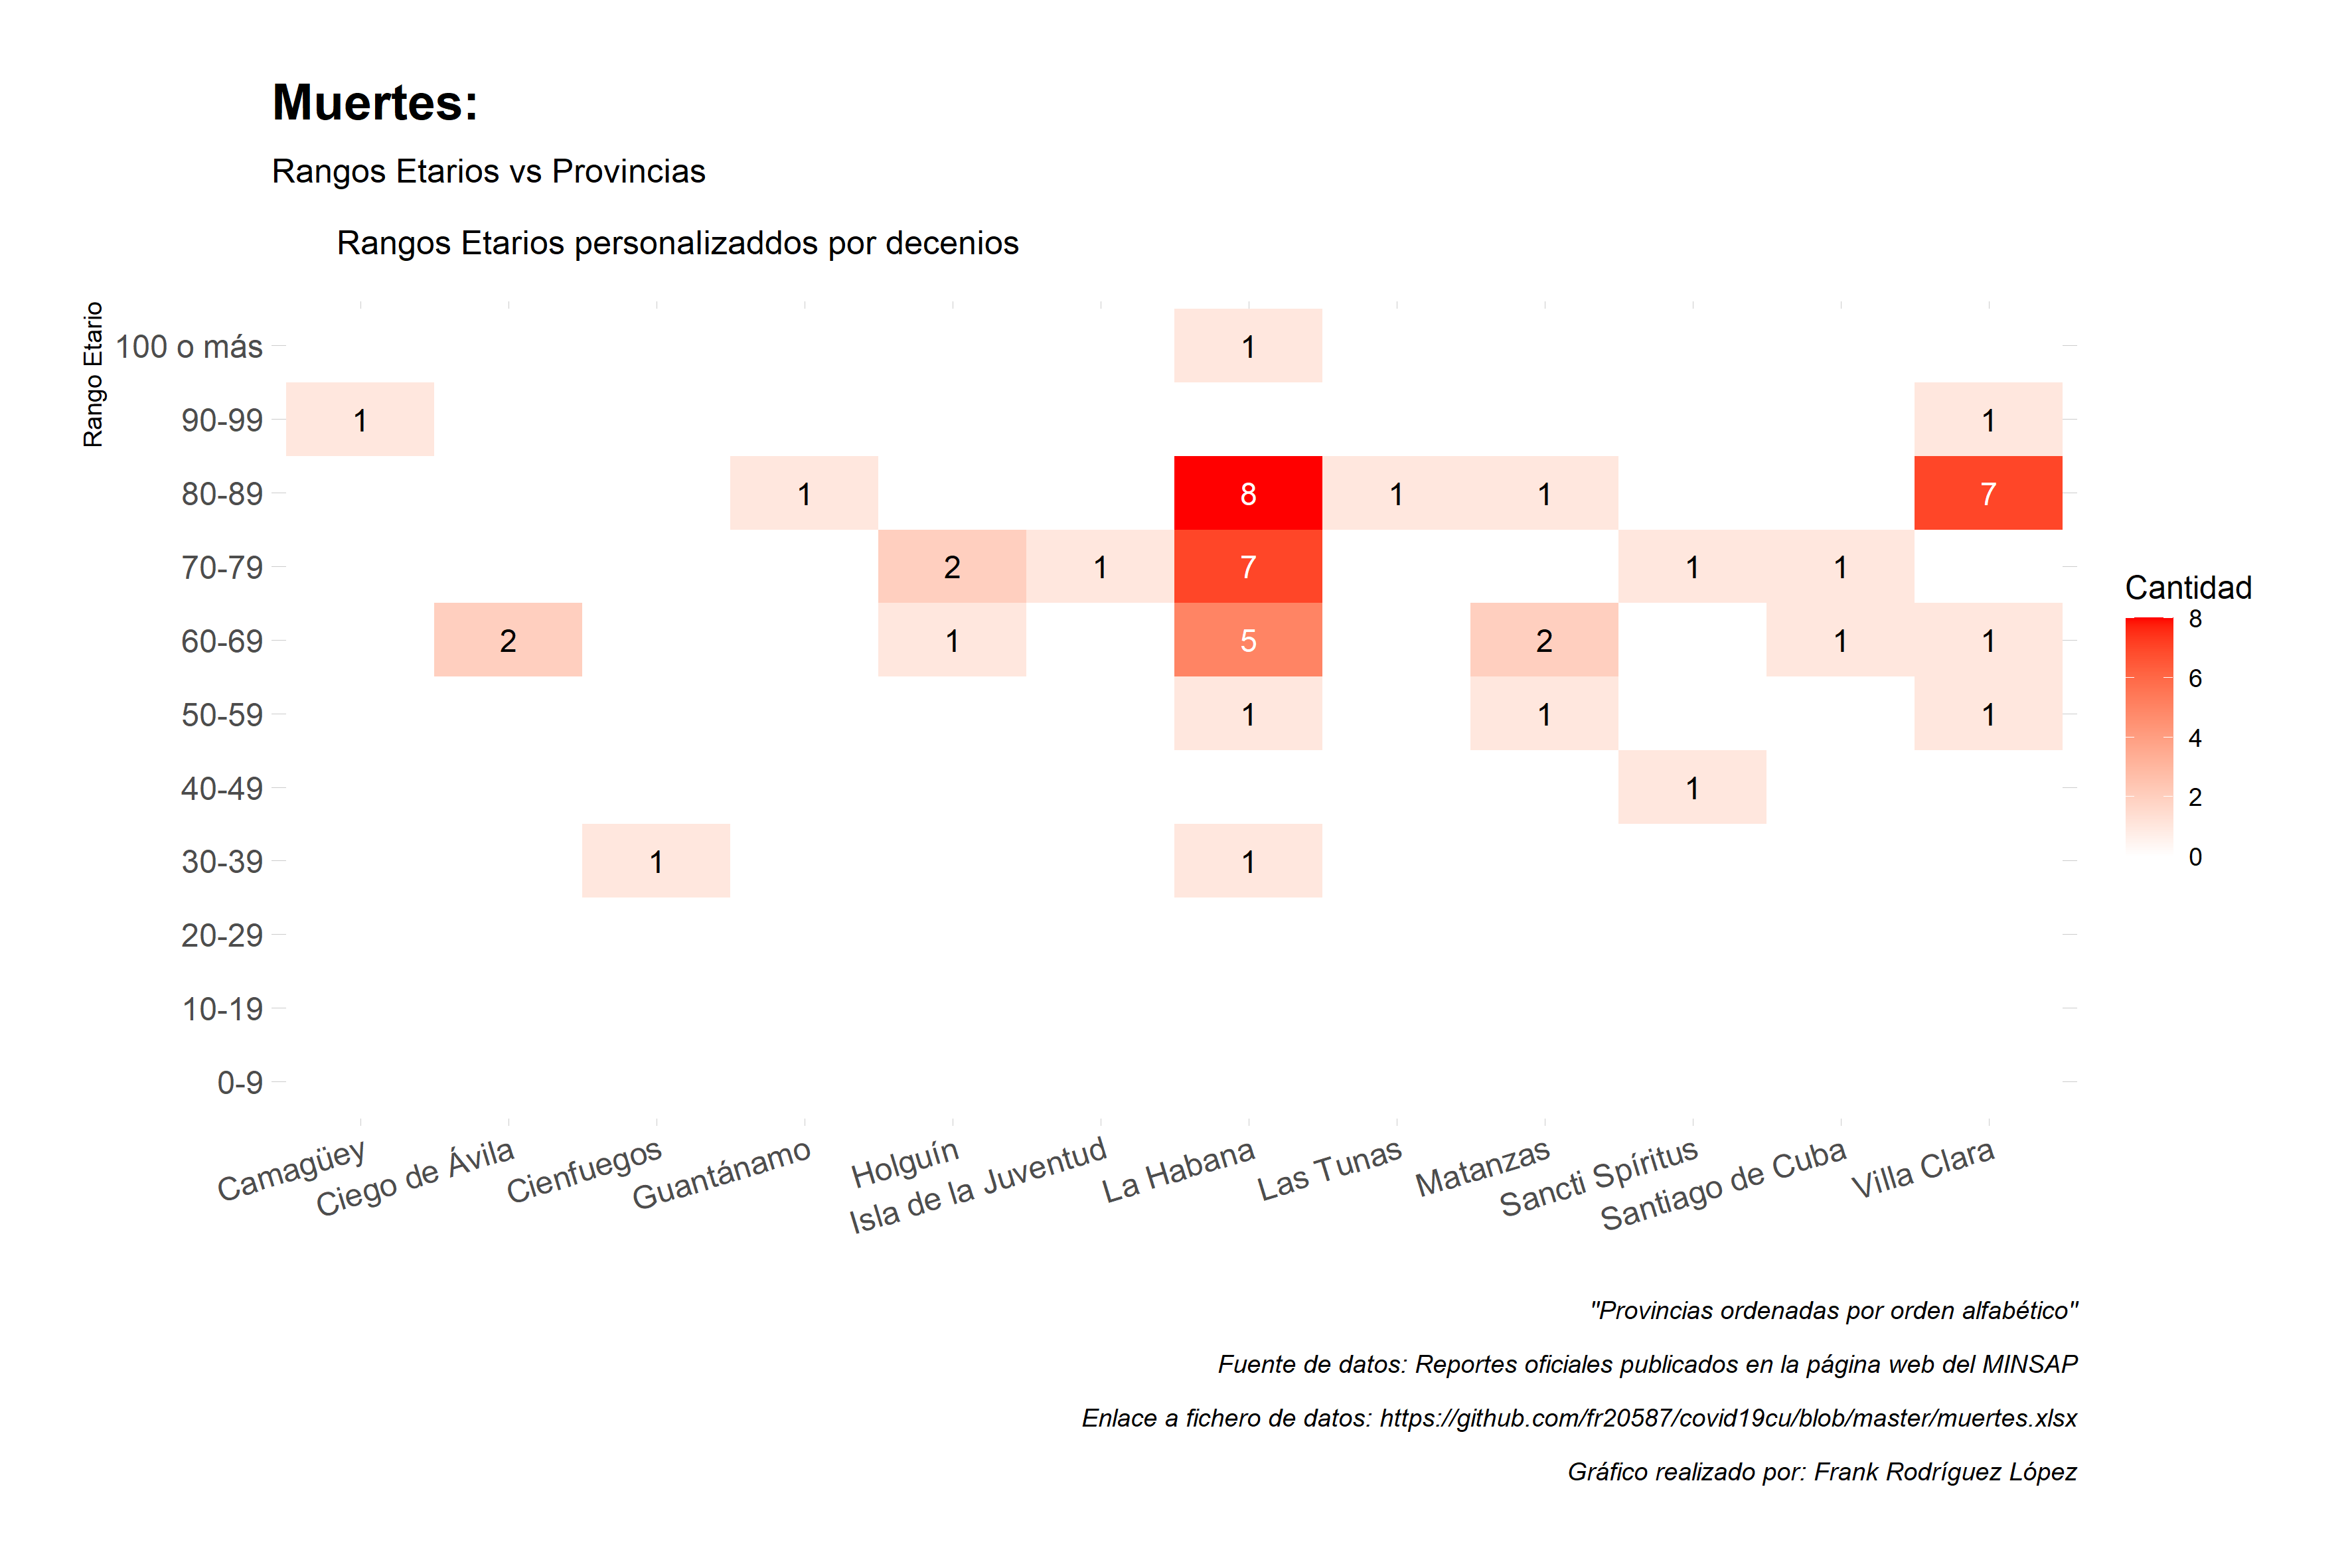 Muertes:
Rangos Etarios vs Provincias
Rangos Etarios personalizaddos por decenios
Rango Etario
100 o más 1
90-99 1 1
80-89 1 8 1 1 7
70-79 2 1 7 1 1
60-69 2 1 5 2 1 1
50-59 1 1 1
40-49 1
30-39 1 1
20-29
10-19
0-9
Camagüey
Ciego de Ávila
Cienfuegos
Guantánamo
Holguín
Isla de la Juventud
La Habana
Las Tunas
Matanzas
Sancti Spíritus
Santiago de Cuba
Villa Clara
Cantidad
8
6
4
2
0
"Provincias ordenadas por orden alfabético"
Fuente de datos: Reportes oficiales publicados en la página web del MINSAP
Enlace a fichero de datos: https://github.com/fr20587/covid19cu/blob/master/muertes.xlsx
Gráfico realizado por: Frank Rodríguez López